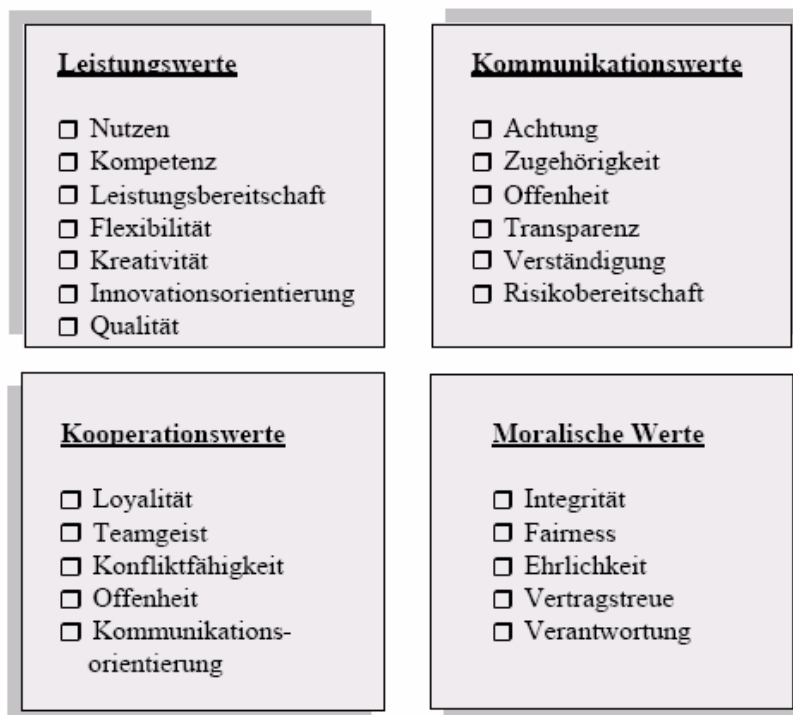 Leistungswerte
Nutzen
Kompetenz
Leistungsbereitschaft
Flexibilität
Kreativität
Innovationsorientierung
Qualität
Kommunikationswerte
Achtung
Zugehörigkeit
Offenheit
Transparenz
Verständigung
Risikobereitschaft
Kooperationswerte
Loyalität
Teamgeist
Konfliktfähigkeit
Offenheit
Kommunikations-
orientierung
Moralische Werte
Integrität
Fairness
Ehrlichkeit
Vertragstreue
Verantwortung